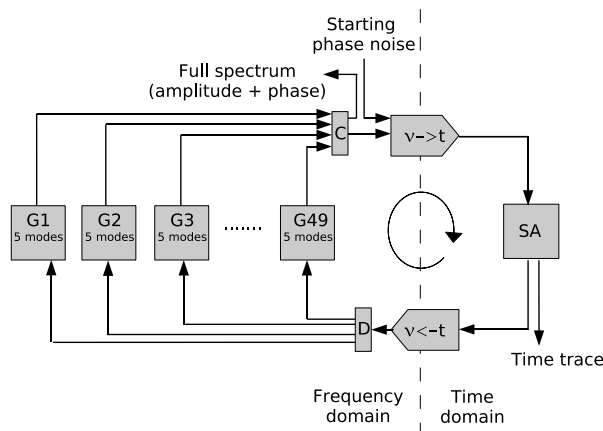 Starting
phase noise
Full spectrum
(amplitude + phase)
C
ν->t
G1
5 modes
G2
5 modes
G3
5 modes
........
G49
5 modes
SA
D
ν<-t
Time trace
Frequency
domain
Time
domain